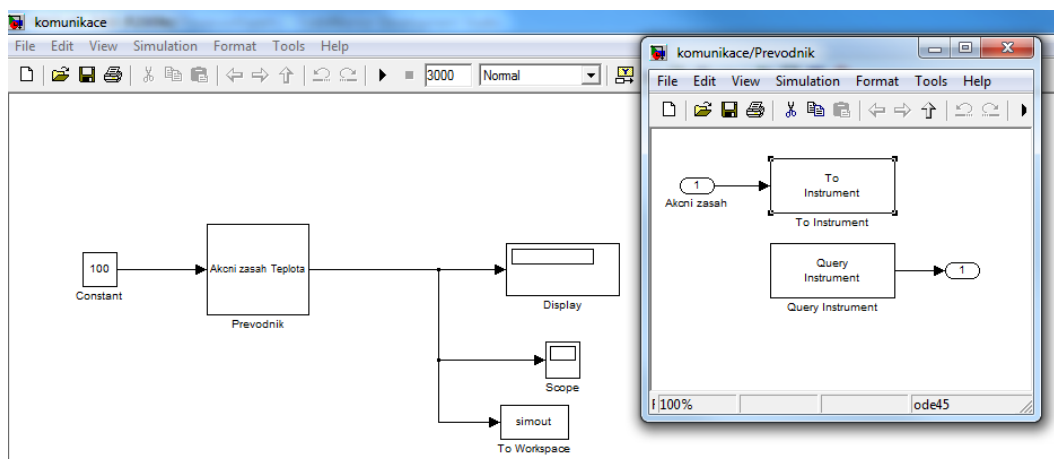 komunikace
File Edit View Simulation Format Tools Help
3000 Normal
100
Constant
Akcni zasah Teplota
Prevodnik
Display
Scope
simout
To Workspace
komunikace/Prevodnik
File Edit View Simulation Format Tools Help
1
Akcni zasah
To
Instrument
To Instrument
Query
Instrument
1
Query Instrument
100%
ode45